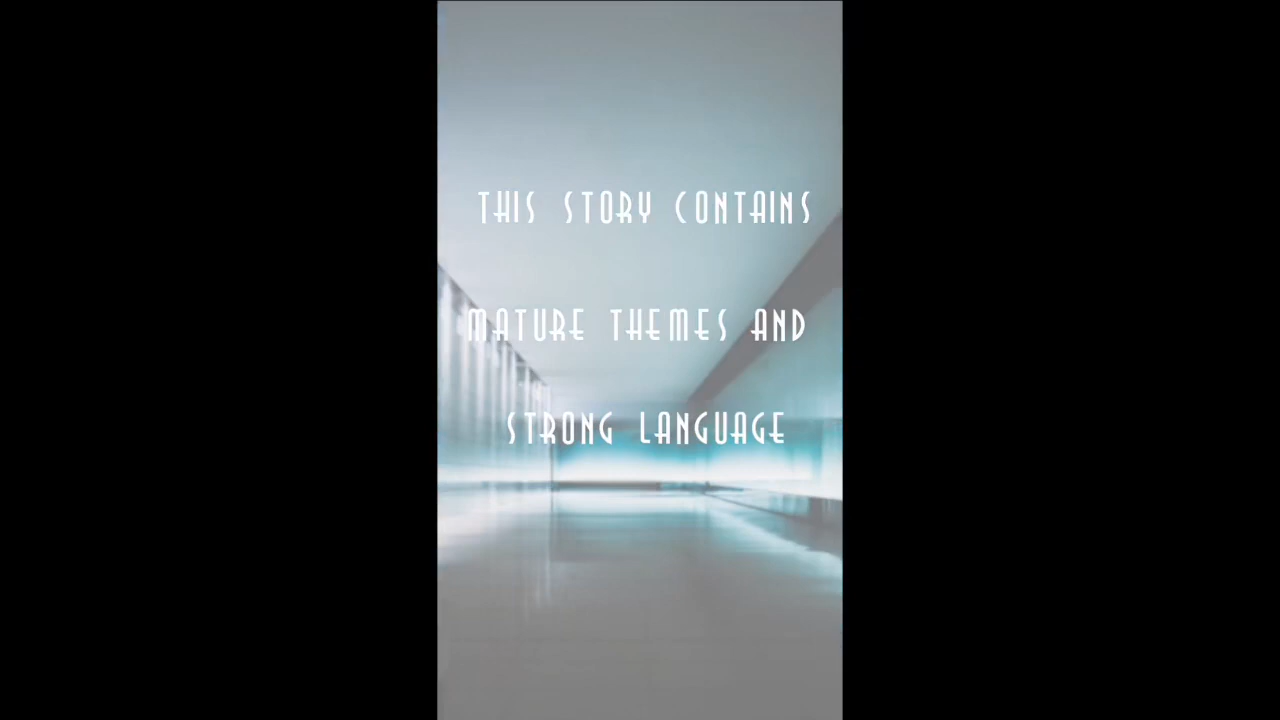 THIS STORY CONTAINS
MATURE THEMES AND
STRONG LANGUAGE